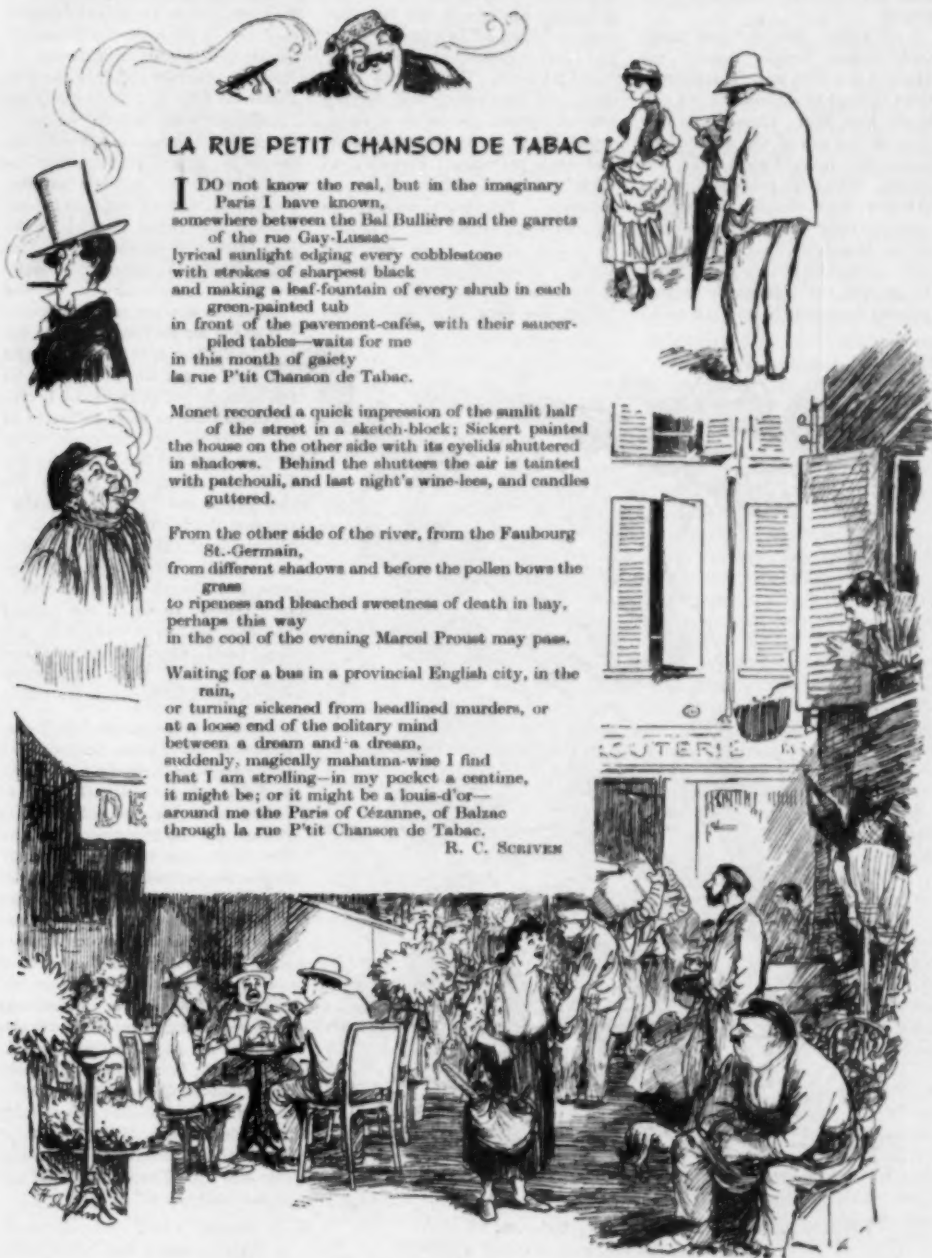 LA RUE PETIT CHANSON DE TABAC
I DO not know the real, but in the imaginary
Paris I have known,
somewhere between the Bal Bullière and the garrets
of the rue Gay-Lussac—
lyrical sunlight edging every cobblestone
with strokes of sharpest black
and making a leaf-fountain of every shrub in each
green-painted tub
in front of the pavement-cafés, with their saucer-
piled tables—waits for me
in this month of gaiety
la rue P'tit Chanson de Tabac.
Monet recorded a quick impression of the sunlit half
of the street in a sketch-block; Sickert painted
the house on the other side with its eyelids shuttered
in shadows. Behind the shutters the air is tainted
with patchouli, and last night's wine-lees, and candles
guttered.
From the other side of the river, from the Faubourg
St.-Germain,
from different shadows and before the pollen bows the
grass
to ripeness and bleached sweetness of death in hay,
perhaps this way
in the cool of the evening Marcel Proust may pass.
Waiting for a bus in a provincial English city, in the
rain,
or turning sickened from headlined murders, or
at a loose end of the solitary mind
between a dream and a dream,
suddenly, magically mahatma-wise I find
that I am strolling—in my pocket a centime,
it might be; or it might be a louis-d'or—
around me the Paris of Cézanne, of Balzac
through la rue P'tit Chanson de Tabac.
R. C. SCRIVEN
CUTERIE
DE